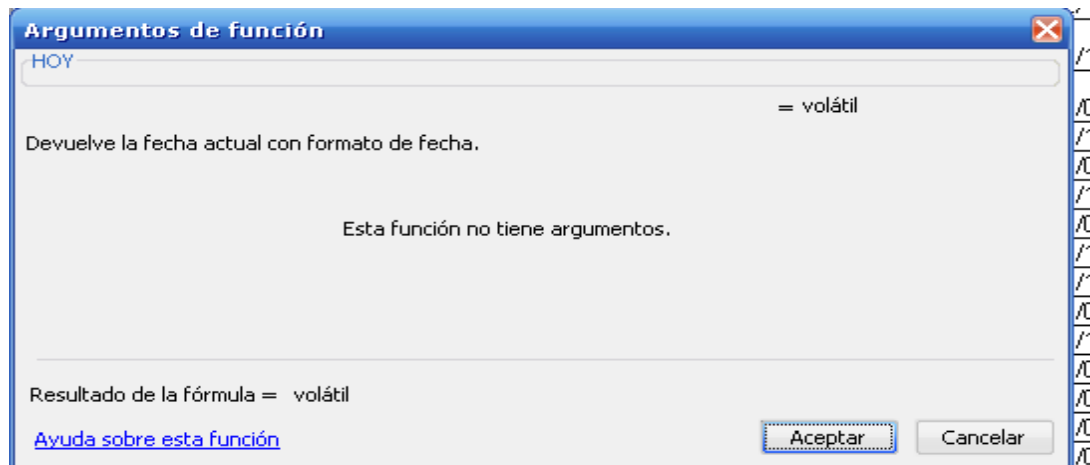 Argumentos de función
HOY
= volátil
Devuelve la fecha actual con formato de fecha.
Esta función no tiene argumentos.
Resultado de la fórmula = volátil
Ayuda sobre esta función
Aceptar
Cancelar